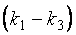 (k₁ − k₃)